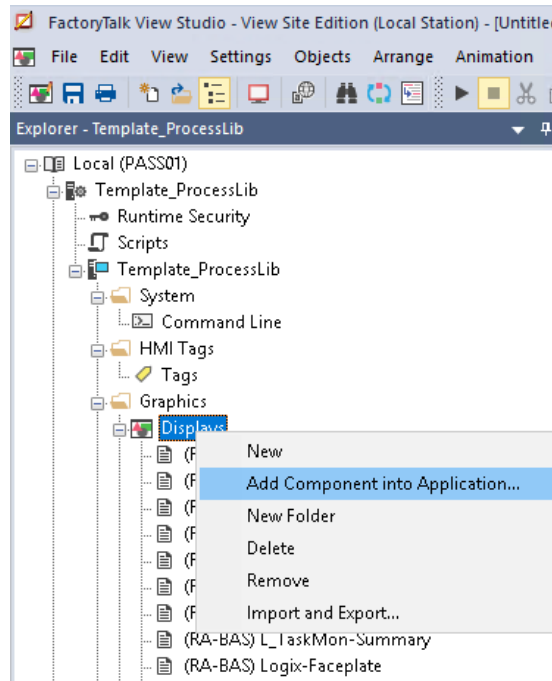 FactoryTalk View Studio - View Site Edition (Local Station) - [Untitle
File Edit View Settings Objects Arrange Animation
Explorer - Template_ProcessLib
Local (PASS01)
Template_ProcessLib
Runtime Security
Scripts
Template_ProcessLib
System
Command Line
HMI Tags
Tags
Graphics
Displays
(F
New
(F
Add Component into Application...
(F
New Folder
(F
Delete
(F
Remove
(F
Import and Export...
(RA-BAS) L_TaskMon-Summary
(RA-BAS) Logix-Faceplate